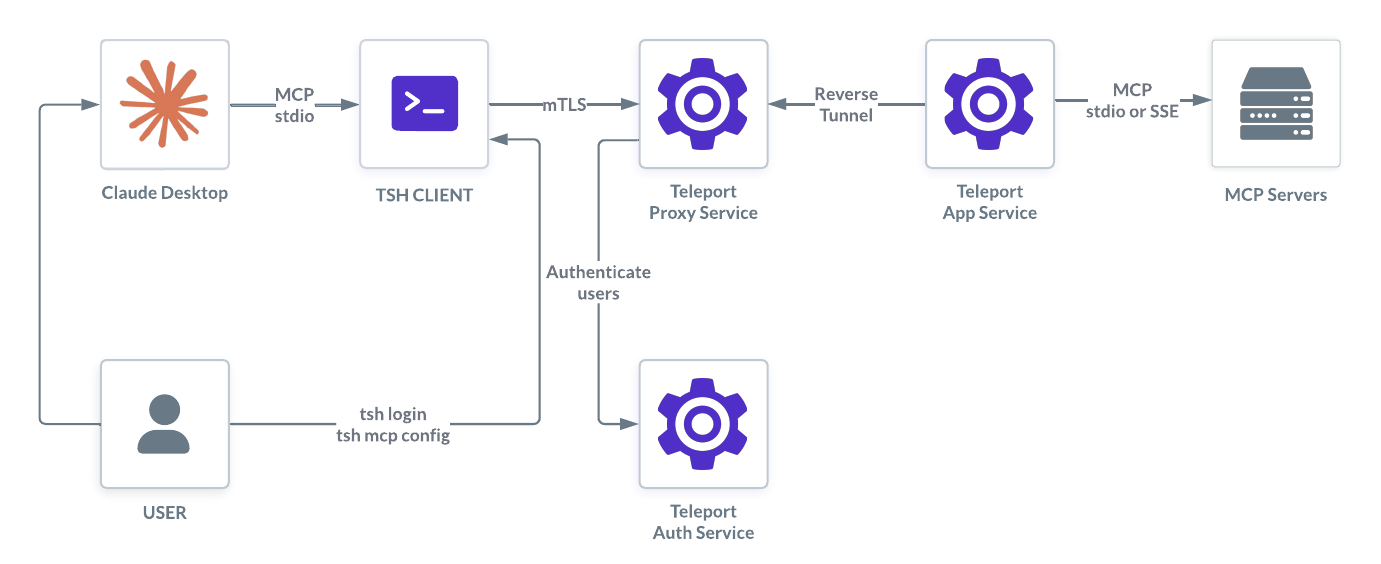 MCP
stdio
mTLS
Reverse
Tunnel
MCP
stdio or SSE
Claude Desktop
TSH CLIENT
Teleport
Proxy Service
Teleport
App Service
MCP Servers
Authenticate
users
tsh login
tsh mcp config
USER
Teleport
Auth Service